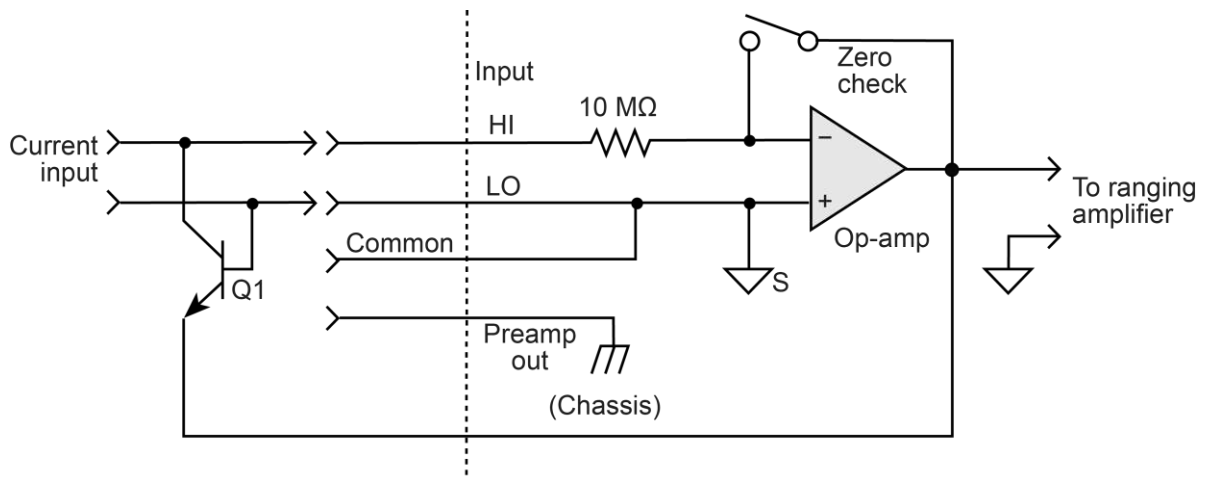 Input
Zero
check
10 MΩ
HI
Current
input
−
LO
To ranging
amplifier
+
Common
Op-amp
S
Q1
Preamp
out
(Chassis)